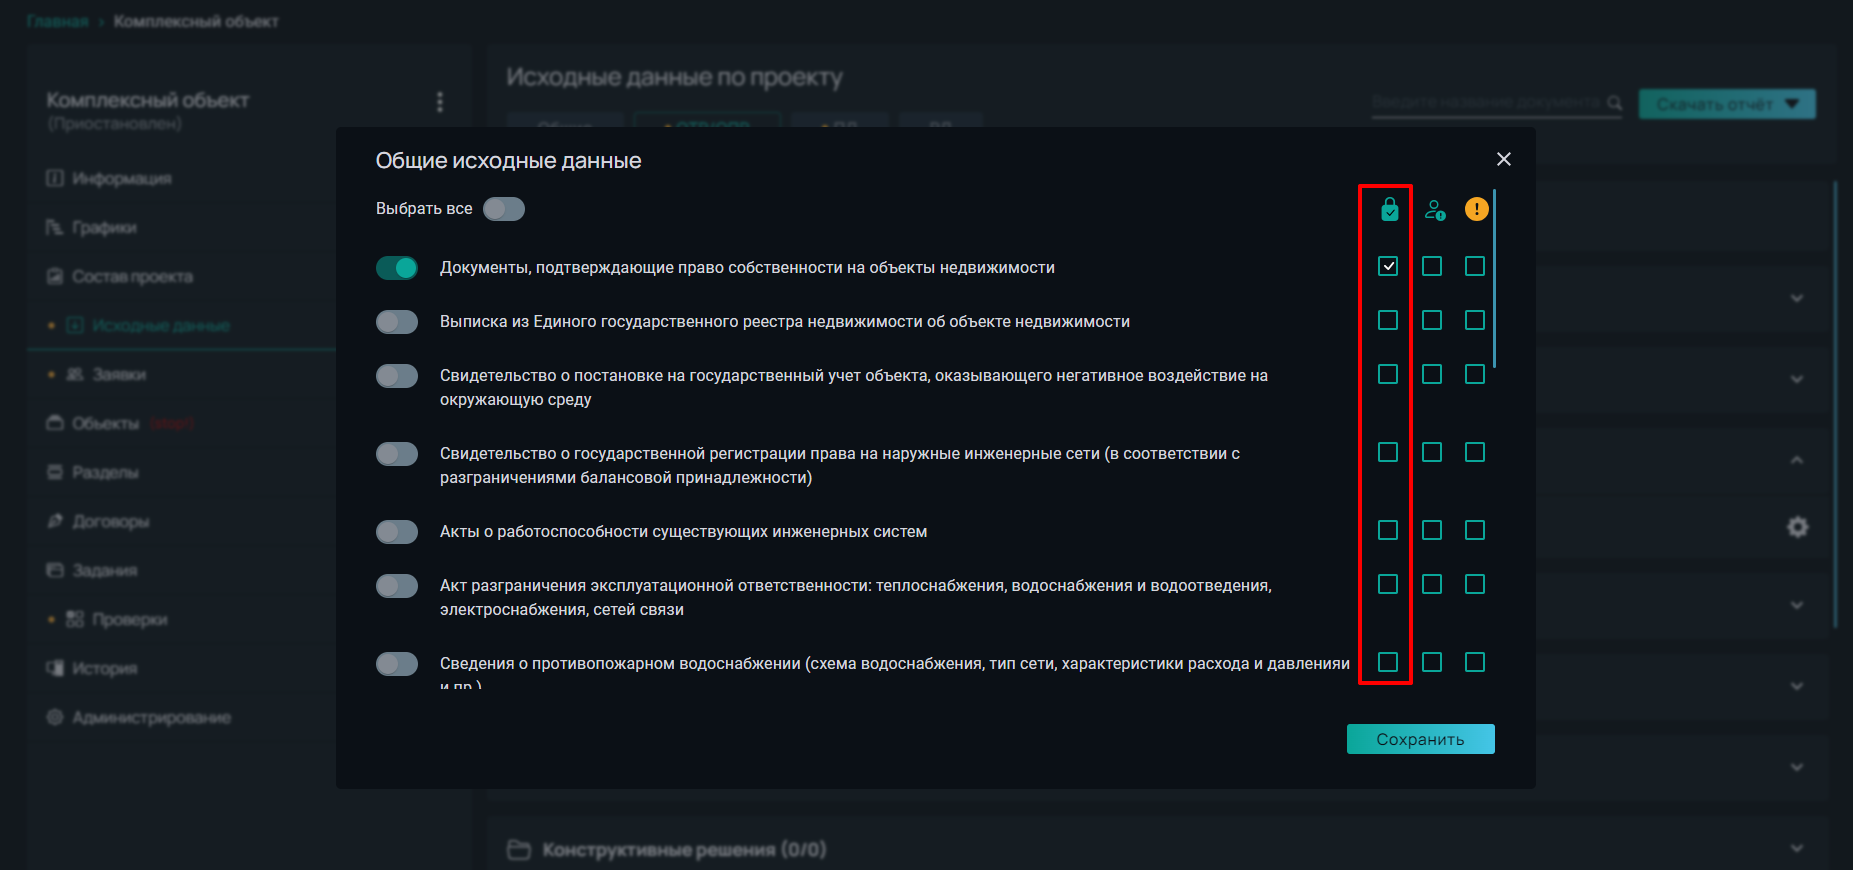 Главная › Комплексный объект
Комплексный объект
(Приостановлен)
Информация
Графики
Состав проекта
Исходные данные
Заявки
Объекты
Разделы
Договоры
Задания
Проверки
История
Администрирование
Исходные данные по проекту
Введите название документа
Скачать отчёт
Общие исходные данные
Выбрать все
Документы, подтверждающие право собственности на объекты недвижимости
Выписка из Единого государственного реестра недвижимости об объекте недвижимости
Свидетельство о постановке на государственный учет объекта, оказывающего негативное воздействие на
окружающую среду
Свидетельство о государственной регистрации права на наружные инженерные сети (в соответствии с
разграничениями балансовой принадлежности)
Акты о работоспособности существующих инженерных систем
Акт разграничения эксплуатационной ответственности: теплоснабжения, водоснабжения и водоотведения,
электроснабжения, сетей связи
Сведения о противопожарном водоснабжении (схема водоснабжения, тип сети, характеристики расхода и давленияи
и пр.)
Сохранить
Конструктивные решения (0/0)